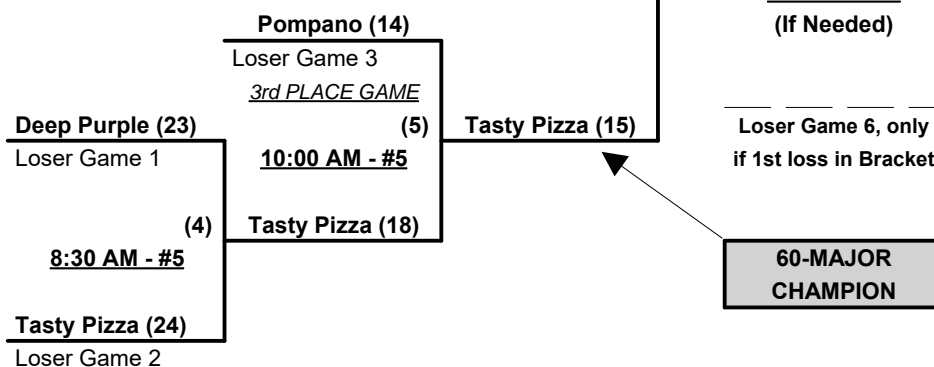 Pompano (14)
(If Needed)
Loser Game 3
3rd PLACE GAME
Deep Purple (23)
(5)
Tasty Pizza (15)
Loser Game 6, only
Loser Game 1
10:00 AM - #5
if 1st loss in Bracket
(4)
Tasty Pizza (18)
8:30 AM - #5
60-MAJOR
CHAMPION
Tasty Pizza (24)
Loser Game 2